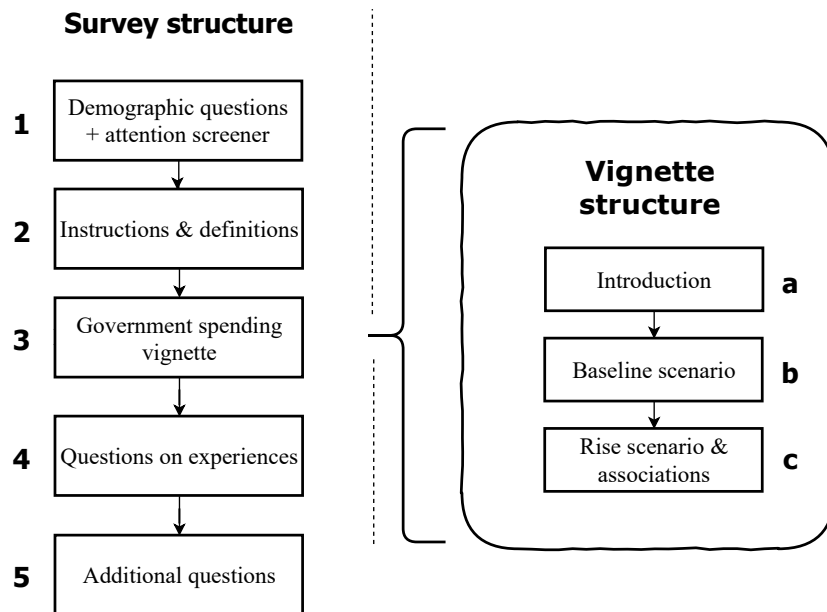 Survey structure
1
Demographic questions
+ attention screener
2
Instructions & definitions
3
Government spending
vignette
4
Questions on experiences
5
Additional questions
Vignette
structure
Introduction
a
Baseline scenario
b
Rise scenario &
associations
c